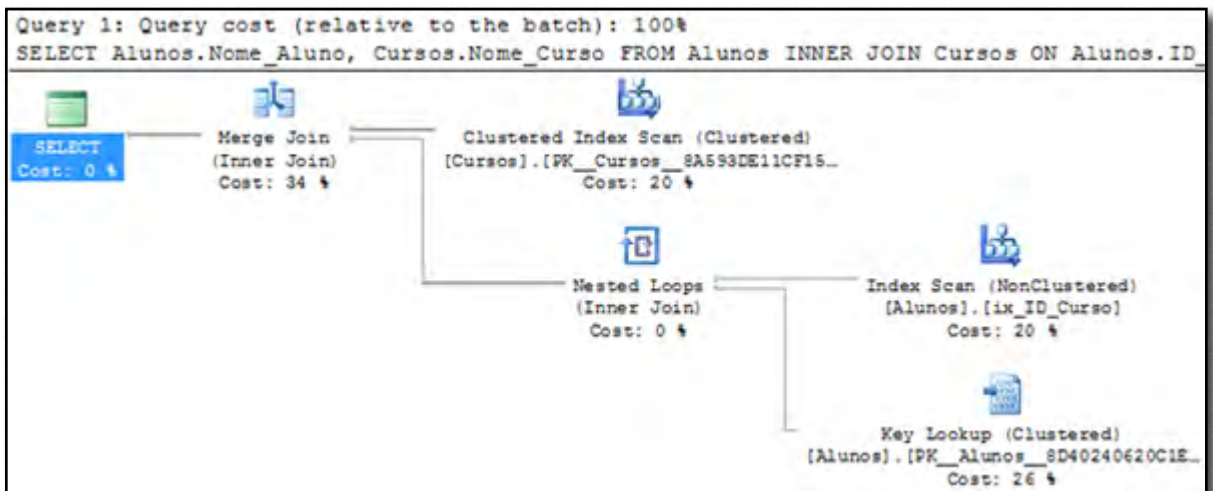 Query 1: Query cost (relative to the batch): 100%
SELECT Alunos.Nome_Aluno, Cursos.Nome_Curso FROM Alunos INNER JOIN Cursos ON Alunos.ID_
SELECT
Cost: 0 %
Merge Join
(Inner Join)
Cost: 34 %
Clustered Index Scan (Clustered)
[Cursos].[PK__Cursos__8A593DE11CF15…
Cost: 20 %
Nested Loops
(Inner Join)
Cost: 0 %
Index Scan (NonClustered)
[Alunos].[ix_ID_Curso]
Cost: 20 %
Key Lookup (Clustered)
[Alunos].[PK__Alunos__8D40240620C1E…
Cost: 26 %